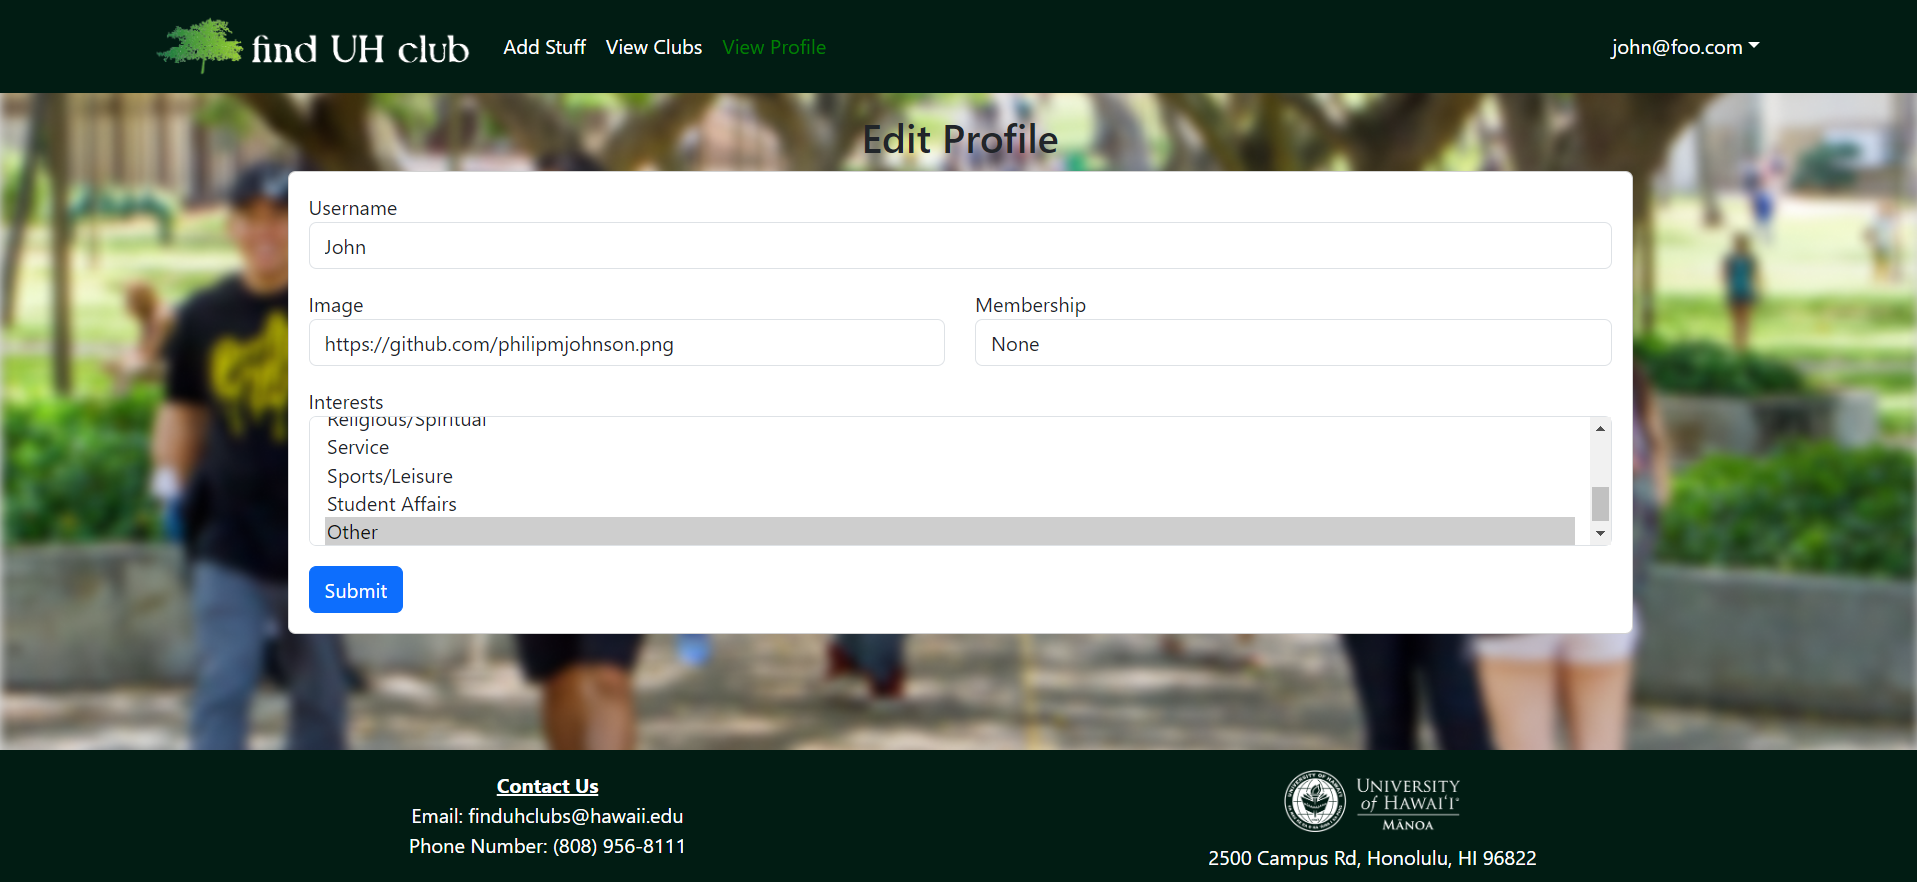 find UH club Add Stuff View Clubs View Profile john@foo.com
Edit Profile
Username
John
Image Membership
https://github.com/philipmjohnson.png None
Interests
Religious/Spiritual
Service
Sports/Leisure
Student Affairs
Other
Submit
Contact Us
Email: finduhclubs@hawaii.edu
Phone Number: (808) 956-8111
UNIVERSITY
of HAWAIʻI®
MĀNOA
2500 Campus Rd, Honolulu, HI 96822